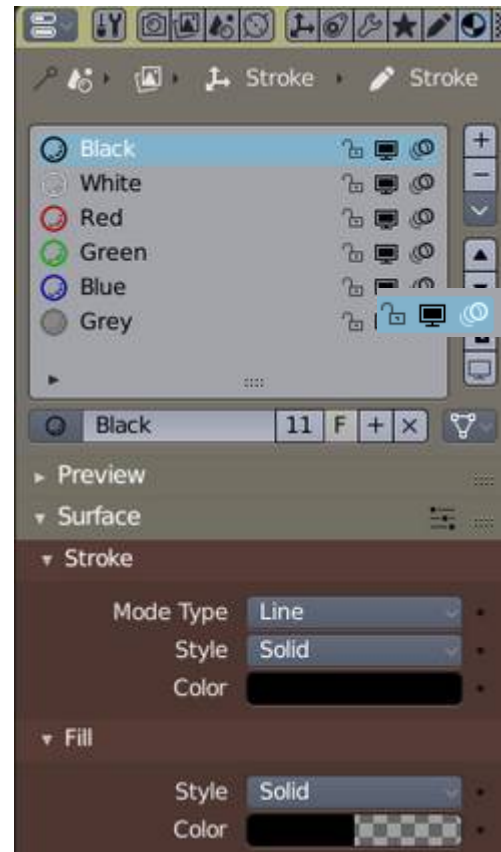 Stroke Stroke
Black
White
Red
Green
Blue
Grey
Black 11 F
Preview
Surface
Stroke
Mode Type Line
Style Solid
Color
Fill
Style Solid
Color